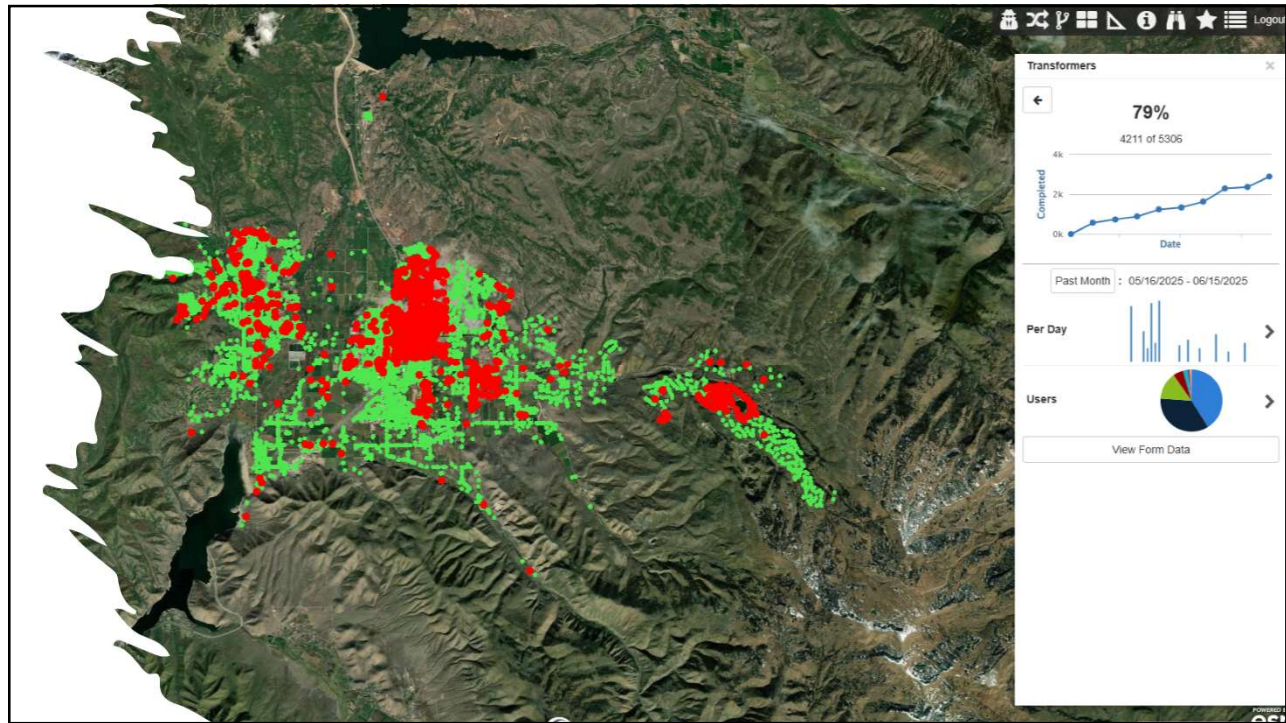 Logout
Transformers
79%
4211 of 5306
4k
2k
0k
Completed
Date
Past Month : 05/16/2025 - 06/15/2025
Per Day
Users
View Form Data
POWERED